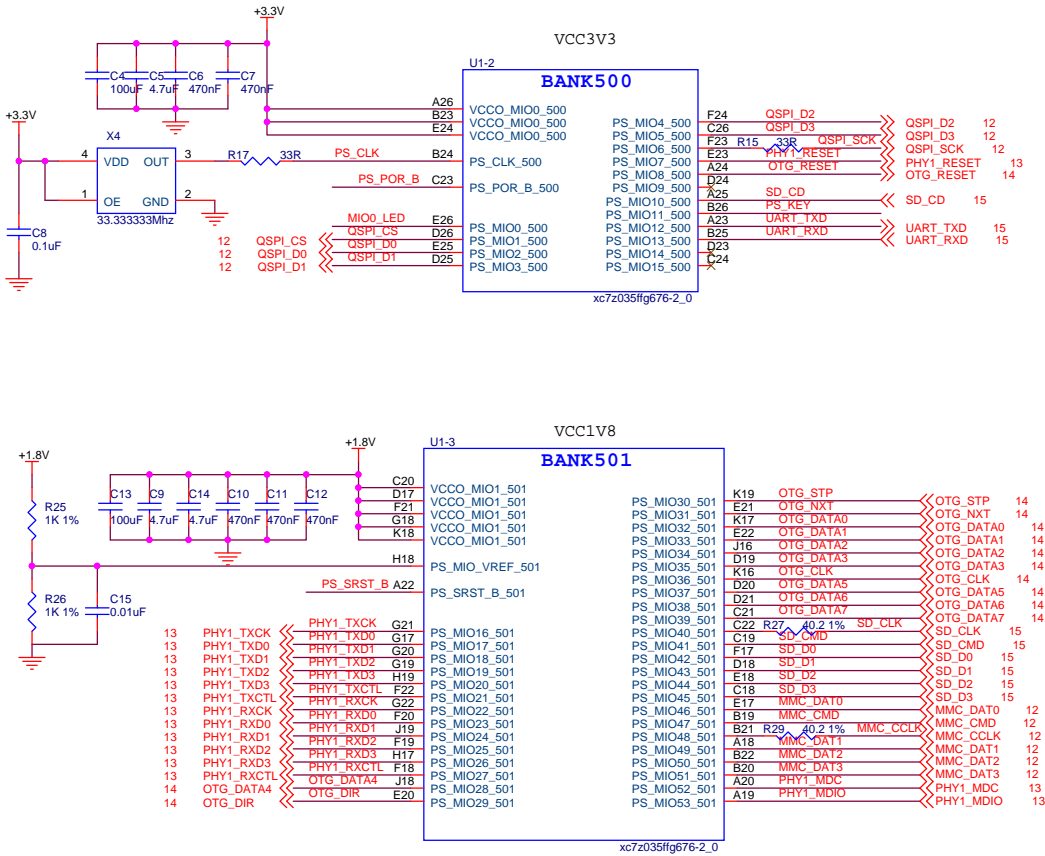 +3.3V
VCC3V3
U1-2
BANK500
C4 C5 C6 C7
100uF 4.7uF 470nF 470nF
A26 VCCO_MIO0_500
B23 VCCO_MIO0_500
E24 VCCO_MIO0_500
+3.3V
X4
4 VDD OUT 3 R17 33R PS_CLK B24 PS_CLK_500
1 OE GND 2
33.333333Mhz
C8
0.1uF
PS_POR_B C23 PS_POR_B_500
MIO0_LED E26 PS_MIO0_500
12 QSPI_CS QSPI_CS D26 PS_MIO1_500
12 QSPI_D0 QSPI_D0 E25 PS_MIO2_500
12 QSPI_D1 QSPI_D1 D25 PS_MIO3_500
PS_MIO4_500 F24 QSPI_D2 QSPI_D2 12
PS_MIO5_500 C26 QSPI_D3 QSPI_D3 12
PS_MIO6_500 F23 R15 33R QSPI_SCK QSPI_SCK 12
PS_MIO7_500 E23 PHY1_RESET PHY1_RESET 13
PS_MIO8_500 A24 OTG_RESET OTG_RESET 14
PS_MIO9_500 D24
PS_MIO10_500 A25 SD_CD SD_CD 15
PS_MIO11_500 B26 PS_KEY
PS_MIO12_500 A23 UART_TXD UART_TXD 15
PS_MIO13_500 B25 UART_RXD UART_RXD 15
PS_MIO14_500 D23
PS_MIO15_500 C24
xc7z035ffg676-2_0
VCC1V8
+1.8V
+1.8V
U1-3
BANK501
R25
1K 1%
C13 C9 C14 C10 C11 C12
100uF 4.7uF 4.7uF 470nF 470nF 470nF
C20 VCCO_MIO1_501
D17 VCCO_MIO1_501
F21 VCCO_MIO1_501
G18 VCCO_MIO1_501
K18 VCCO_MIO1_501
H18 PS_MIO_VREF_501
R26
1K 1%
C15
0.01uF
PS_SRST_B A22 PS_SRST_B_501
13 PHY1_TXCK PHY1_TXCK G21 PS_MIO16_501
13 PHY1_TXD0 PHY1_TXD0 G17 PS_MIO17_501
13 PHY1_TXD1 PHY1_TXD1 G20 PS_MIO18_501
13 PHY1_TXD2 PHY1_TXD2 G19 PS_MIO19_501
13 PHY1_TXD3 PHY1_TXD3 H19 PS_MIO20_501
13 PHY1_TXCTL PHY1_TXCTL F22 PS_MIO21_501
13 PHY1_RXCK PHY1_RXCK G22 PS_MIO22_501
13 PHY1_RXD0 PHY1_RXD0 F20 PS_MIO23_501
13 PHY1_RXD1 PHY1_RXD1 J19 PS_MIO24_501
13 PHY1_RXD2 PHY1_RXD2 F19 PS_MIO25_501
13 PHY1_RXD3 PHY1_RXD3 H17 PS_MIO26_501
13 PHY1_RXCTL PHY1_RXCTL F18 PS_MIO27_501
14 OTG_DATA4 OTG_DATA4 J18 PS_MIO28_501
14 OTG_DIR OTG_DIR E20 PS_MIO29_501
PS_MIO30_501 K19 OTG_STP OTG_STP 14
PS_MIO31_501 E21 OTG_NXT OTG_NXT 14
PS_MIO32_501 K17 OTG_DATA0 OTG_DATA0 14
PS_MIO33_501 E22 OTG_DATA1 OTG_DATA1 14
PS_MIO34_501 J16 OTG_DATA2 OTG_DATA2 14
PS_MIO35_501 D19 OTG_DATA3 OTG_DATA3 14
PS_MIO36_501 K16 OTG_CLK OTG_CLK 14
PS_MIO37_501 D20 OTG_DATA5 OTG_DATA5 14
PS_MIO38_501 D21 OTG_DATA6 OTG_DATA6 14
PS_MIO39_501 C21 OTG_DATA7 OTG_DATA7 14
PS_MIO40_501 C22 R27 40.2 1% SD_CLK SD_CLK 15
PS_MIO41_501 C19 SD_CMD SD_CMD 15
PS_MIO42_501 F17 SD_D0 SD_D0 15
PS_MIO43_501 D18 SD_D1 SD_D1 15
PS_MIO44_501 E18 SD_D2 SD_D2 15
PS_MIO45_501 C18 SD_D3 SD_D3 15
PS_MIO46_501 E17 MMC_DAT0 MMC_DAT0 12
PS_MIO47_501 B19 MMC_CMD MMC_CMD 12
PS_MIO48_501 B21 R29 40.2 1% MMC_CCLK MMC_CCLK 12
PS_MIO49_501 A18 MMC_DAT1 MMC_DAT1 12
PS_MIO50_501 B22 MMC_DAT2 MMC_DAT2 12
PS_MIO51_501 B20 MMC_DAT3 MMC_DAT3 12
PS_MIO52_501 A20 PHY1_MDC PHY1_MDC 13
PS_MIO53_501 A19 PHY1_MDIO PHY1_MDIO 13
xc7z035ffg676-2_0